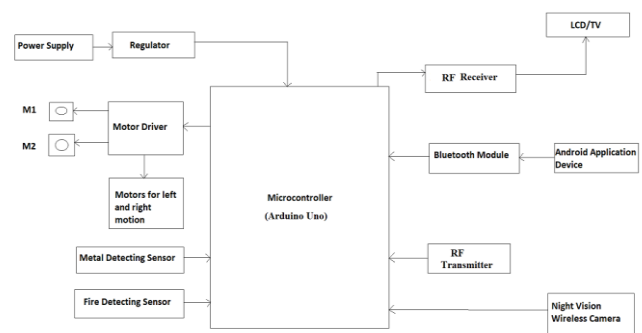 LCD/TV
Power Supply
Regulator
RF Receiver
M1
M2
Motor Driver
Bluetooth Module
Android Application
Device
Motors for left
and right
motion
Microcontroller
(Arduino Uno)
Metal Detecting Sensor
RF
Transmitter
Fire Detecting Sensor
Night Vision
Wireless Camera